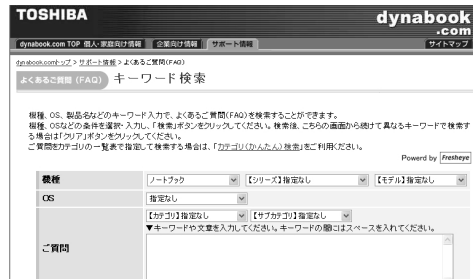 TOSHIBA
dynabook
.com
dynabook.com TOP 個人・家庭向け情報 企業向け情報 サポート情報 サイトマップ
dynabook.comトップ > サポート情報 > よくあるご質問(FAQ)
よくあるご質問(FAQ) キーワード検索
機種、OS、製品名などのキーワード入力で、よくあるご質問(FAQ)を検索することができます。
機種、OSなどの条件を選択・入力し、「検索」ボタンをクリックしてください。検索後、こちらの画面から続けて異なるキーワードで検索す
る場合は「クリア」ボタンをクリックしてください。
ご質問をカテゴリの一覧表で指定して検索する場合は、「カテゴリ(かんたん)検索」をご利用ください。
Powerd by Fresheye
機種 ノートブック 【シリーズ】指定なし 【モデル】指定なし
OS 指定なし
【カテゴリ】指定なし 【サブカテゴリ】指定なし
▼キーワードや文章を入力してください。キーワードの間にはスペースを入れてください。
ご質問